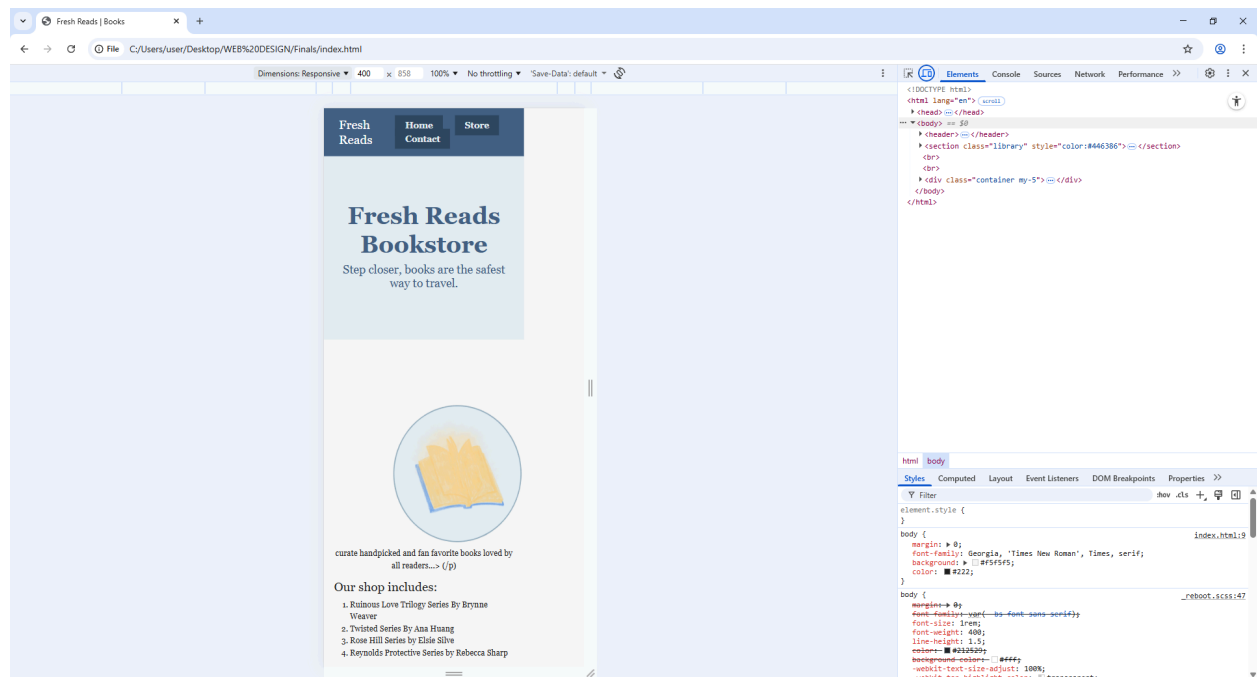 Fresh Reads | Books
File C:/Users/user/Desktop/WEB%20DESIGN/Finals/index.html
Dimensions: Responsive 400 x 858 100% No throttling 'Save-Data': default
Elements Console Sources Network Performance
Fresh
Reads
Home Store
Contact
Fresh Reads
Bookstore
Step closer, books are the safest
way to travel.
curate handpicked and fan favorite books loved by
all readers...> (/p)
Our shop includes:
1. Ruinous Love Trilogy Series By Brynne
Weaver
2. Twisted Series By Ana Huang
3. Rose Hill Series by Elsie Silve
4. Reynolds Protective Series by Rebecca Sharp
<!DOCTYPE html>
<html lang="en"> scroll
<head> … </head>
<body> == $0
<header> … </header>
<section class="library" style="color:#446386"> … </section>
<br>
<br>
<div class="container my-5"> … </div>
</body>
</html>
html body
Styles Computed Layout Event Listeners DOM Breakpoints Properties
Filter :hov .cls
element.style {
}
body { index.html:9
margin: 0;
font-family: Georgia, 'Times New Roman', Times, serif;
background: #f5f5f5;
color: #222;
}
body { _reboot.scss:47
margin: 0;
font-family: var(--bs-font-sans-serif);
font-size: 1rem;
font-weight: 400;
line-height: 1.5;
color: #212529;
background-color: #fff;
-webkit-text-size-adjust: 100%;
-webkit-tap-highlight-color: transparent;